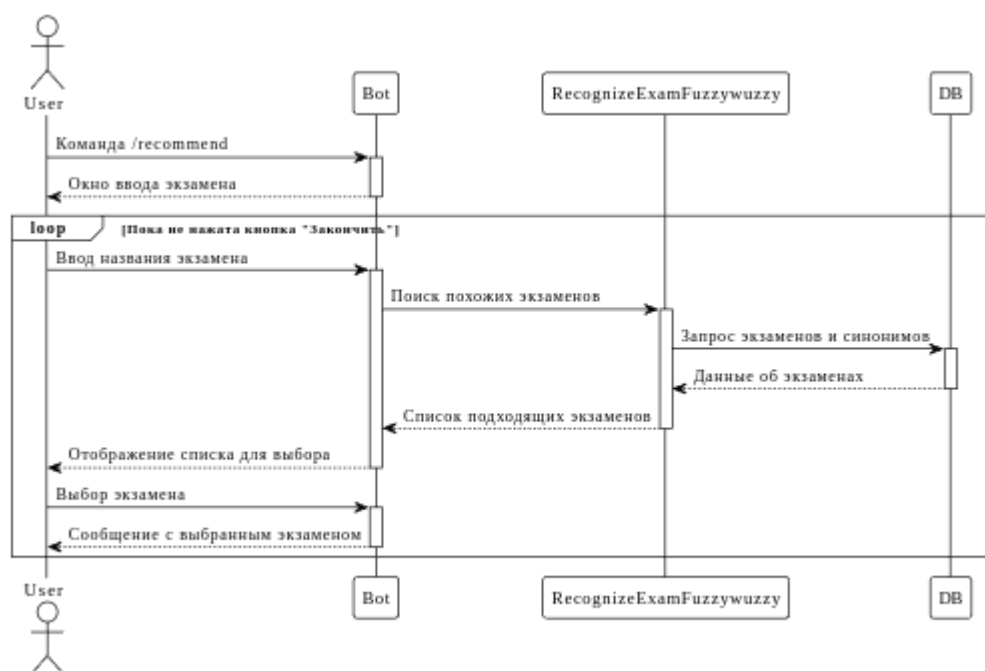 User
Bot
RecognizeExamFuzzywuzzy
DB
Команда /recommend
Окно ввода экзамена
loop
[Пока не нажата кнопка "Закончить"]
Ввод названия экзамена
Поиск похожих экзаменов
Запрос экзаменов и синонимов
Данные об экзаменах
Список подходящих экзаменов
Отображение списка для выбора
Выбор экзамена
Сообщение с выбранным экзаменом
User
Bot
RecognizeExamFuzzywuzzy
DB